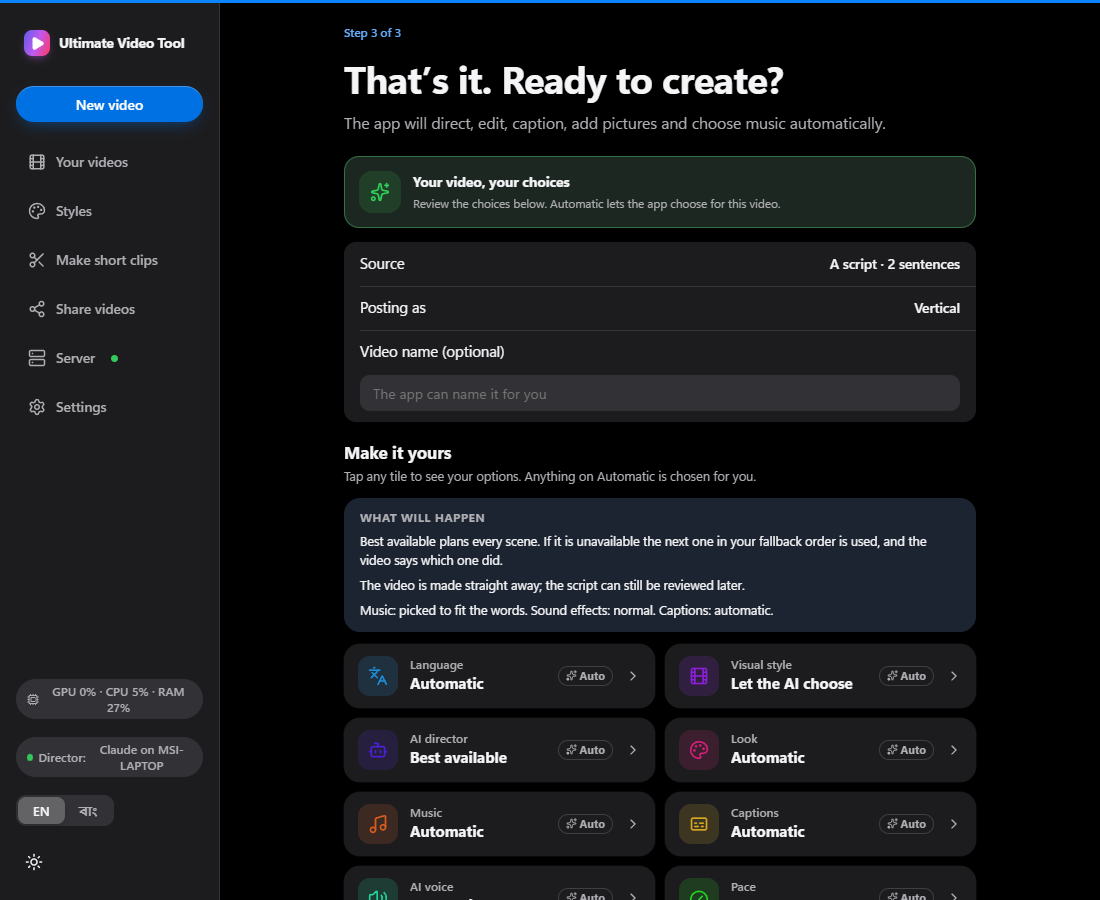 Ultimate Video Tool
New video
Your videos
Styles
Make short clips
Share videos
Server
Settings
GPU 0% · CPU 5% · RAM
27%
Director: Claude on MSI-
LAPTOP
EN বাং
Step 3 of 3
That’s it. Ready to create?
The app will direct, edit, caption, add pictures and choose music automatically.
Your video, your choices
Review the choices below. Automatic lets the app choose for this video.
Source A script · 2 sentences
Posting as Vertical
Video name (optional)
The app can name it for you
Make it yours
Tap any tile to see your options. Anything on Automatic is chosen for you.
WHAT WILL HAPPEN
Best available plans every scene. If it is unavailable the next one in your fallback order is used, and the
video says which one did.
The video is made straight away; the script can still be reviewed later.
Music: picked to fit the words. Sound effects: normal. Captions: automatic.
Language
Automatic
Auto
Visual style
Let the AI choose
Auto
AI director
Best available
Auto
Look
Automatic
Auto
Music
Automatic
Auto
Captions
Automatic
Auto
AI voice
Auto
Pace
Auto